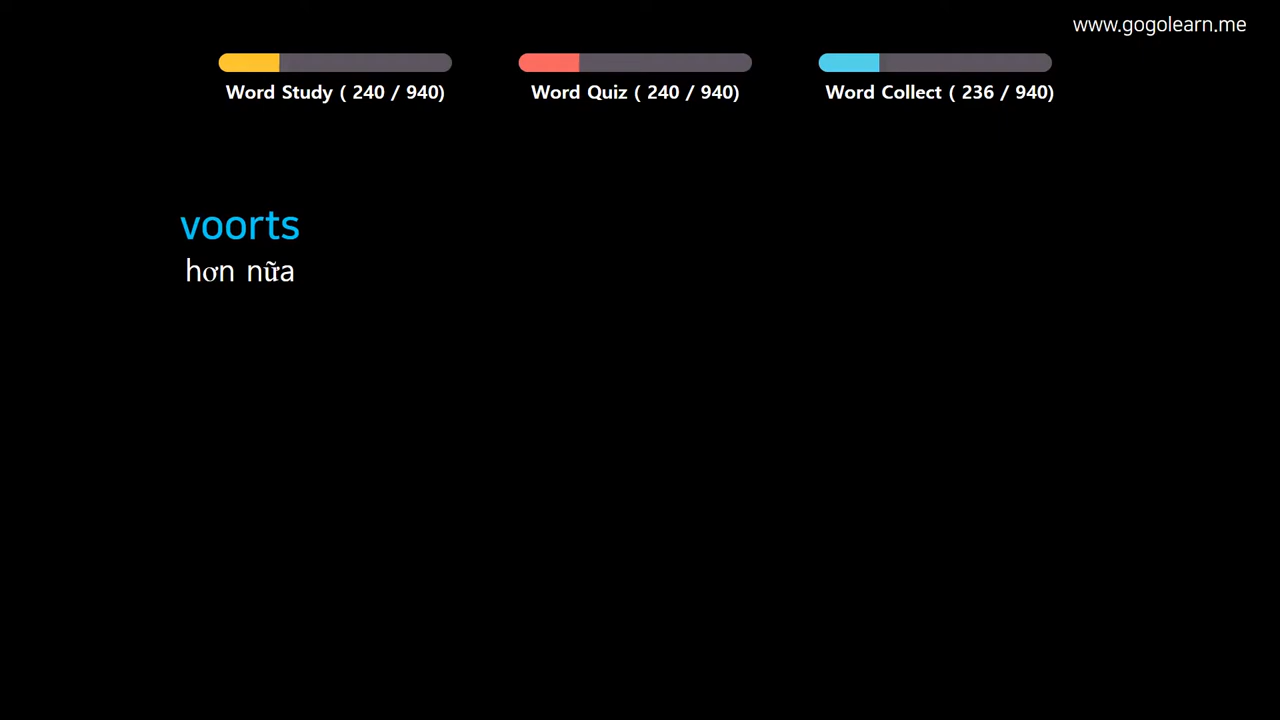 www.gogolearn.me
Word Study ( 240 / 940)
Word Quiz ( 240 / 940)
Word Collect ( 236 / 940)
voorts
hơn nữa